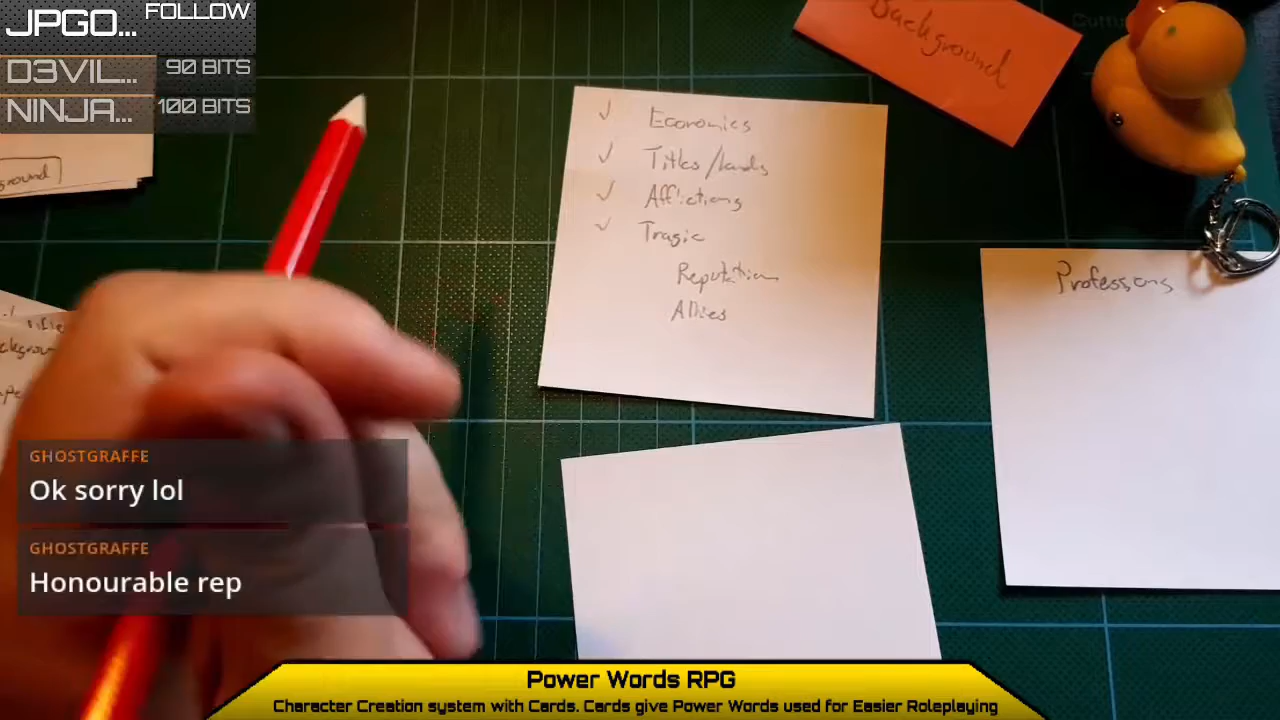 JPGO...
FOLLOW
D3VIL...
90 BITS
NINJA...
100 BITS
Background
✓ Economics
✓ Titles/lands
✓ Afflictions
✓ Tragic
Reputation
Allies
Professons
GHOSTGRAFFE
Ok sorry lol
GHOSTGRAFFE
Honourable rep
Power Words RPG
Character Creation system with Cards. Cards give Power Words used for Easier Roleplaying